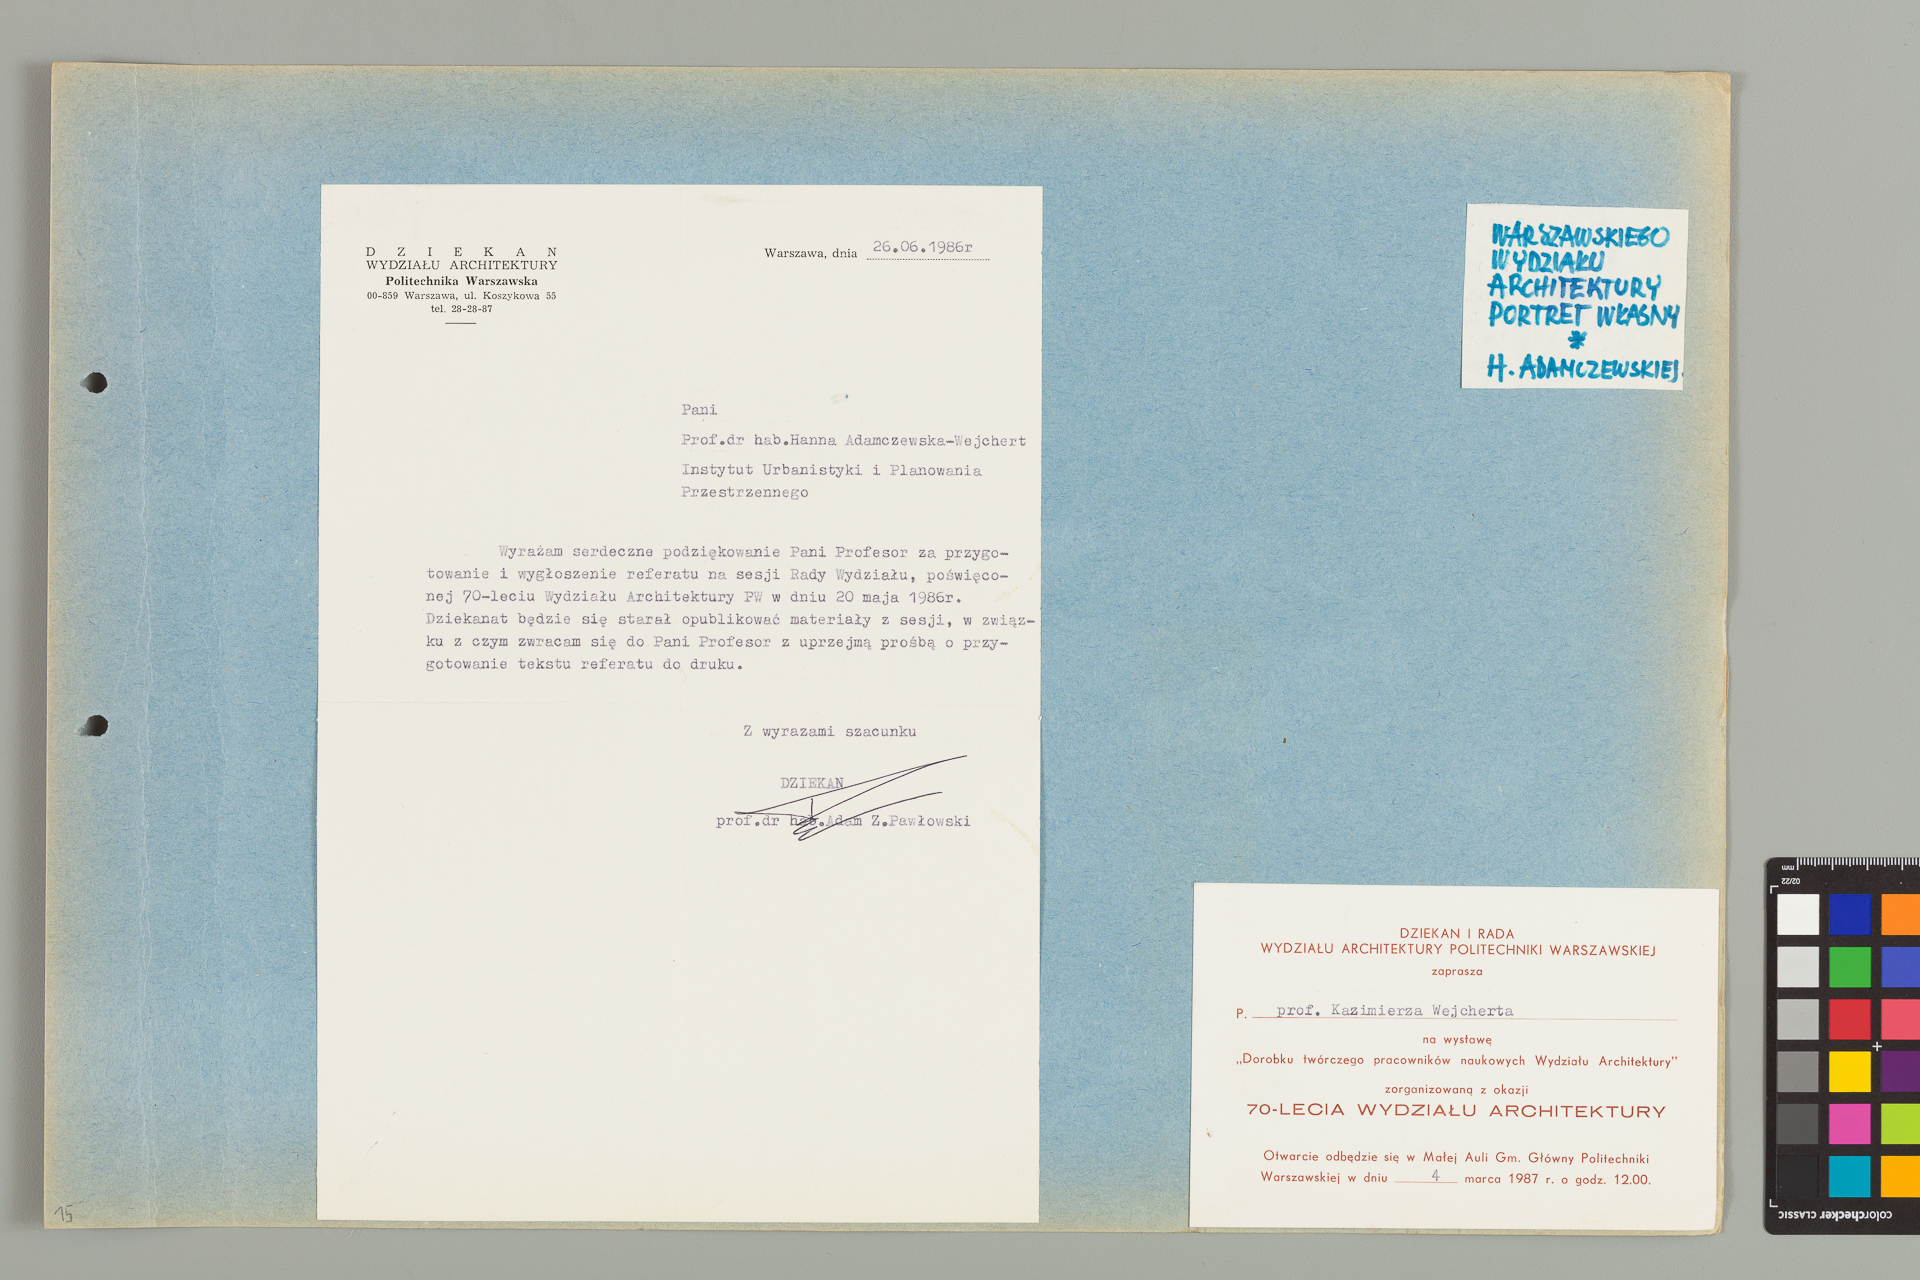 D Z I E K A N
WYDZIAŁU ARCHITEKTURY
Politechnika Warszawska
00-859 Warszawa, ul. Koszykowa 55
tel. 28-28-87
Warszawa, dnia 26.06.1986r
Pani
Prof.dr hab.Hanna Adamczewska-Wejchert
Instytut Urbanistyki i Planowania
Przestrzennego
Wyrażam serdeczne podziękowanie Pani Profesor za przygo-
towanie i wygłoszenie referatu na sesji Rady Wydziału, poświęco-
nej 70-leciu Wydziału Architektury PW w dniu 20 maja 1986r.
Dziekanat będzie się starał opublikować materiały z sesji, w związ-
ku z czym zwracam się do Pani Profesor z uprzejmą prośbą o przy-
gotowanie tekstu referatu do druku.
Z wyrazami szacunku
DZIEKAN
prof.dr hab.Adam Z.Pawłowski
WARSZAWSKIEGO
WYDZIAŁU
ARCHITEKTURY
PORTRET WŁASNY
*
H. ADAMCZEWSKIEJ.
DZIEKAN I RADA
WYDZIAŁU ARCHITEKTURY POLITECHNIKI WARSZAWSKIEJ
zaprasza
P. prof. Kazimierza Wejcherta
na wystawę
„Dorobku twórczego pracowników naukowych Wydziału Architektury"
zorganizowaną z okazji
70-LECIA WYDZIAŁU ARCHITEKTURY
Otwarcie odbędzie się w Małej Auli Gm. Główny Politechniki
Warszawskiej w dniu 4 marca 1987 r. o godz. 12.00.
15
mm
02/22
colorchecker CLASSIC